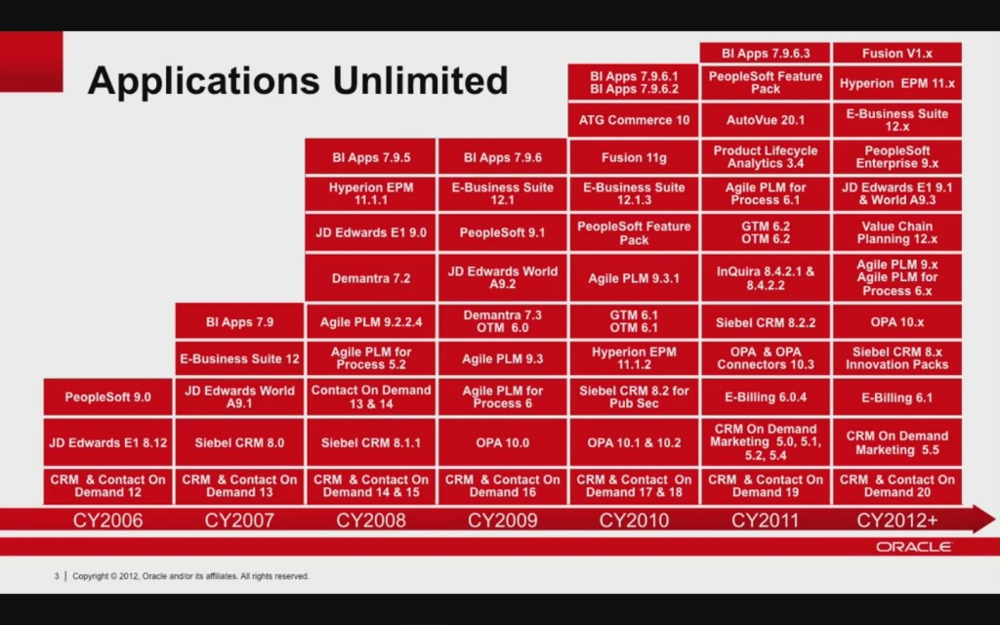 Applications Unlimited
BI Apps 7.9.6.3
Fusion V1.x
BI Apps 7.9.6.1
BI Apps 7.9.6.2
PeopleSoft Feature
Pack
Hyperion EPM 11.x
ATG Commerce 10
AutoVue 20.1
E-Business Suite
12.x
BI Apps 7.9.5
BI Apps 7.9.6
Fusion 11g
Product Lifecycle
Analytics 3.4
PeopleSoft
Enterprise 9.x
Hyperion EPM
11.1.1
E-Business Suite
12.1
E-Business Suite
12.1.3
Agile PLM for
Process 6.1
JD Edwards E1 9.1
& World A9.3
JD Edwards E1 9.0
PeopleSoft 9.1
PeopleSoft Feature
Pack
GTM 6.2
OTM 6.2
Value Chain
Planning 12.x
Demantra 7.2
JD Edwards World
A9.2
Agile PLM 9.3.1
InQuira 8.4.2.1 &
8.4.2.2
Agile PLM 9.x
Agile PLM for
Process 6.x
BI Apps 7.9
Agile PLM 9.2.2.4
Demantra 7.3
OTM 6.0
GTM 6.1
OTM 6.1
Siebel CRM 8.2.2
OPA 10.x
E-Business Suite 12
Agile PLM for
Process 5.2
Agile PLM 9.3
Hyperion EPM
11.1.2
OPA & OPA
Connectors 10.3
Siebel CRM 8.x
Innovation Packs
PeopleSoft 9.0
JD Edwards World
A9.1
Contact On Demand
13 & 14
Agile PLM for
Process 6
Siebel CRM 8.2 for
Pub Sec
E-Billing 6.0.4
E-Billing 6.1
JD Edwards E1 8.12
Siebel CRM 8.0
Siebel CRM 8.1.1
OPA 10.0
OPA 10.1 & 10.2
CRM On Demand
Marketing 5.0, 5.1,
5.2, 5.4
CRM On Demand
Marketing 5.5
CRM & Contact On
Demand 12
CRM & Contact On
Demand 13
CRM & Contact On
Demand 14 & 15
CRM & Contact On
Demand 16
CRM & Contact On
Demand 17 & 18
CRM & Contact On
Demand 19
CRM & Contact On
Demand 20
CY2006 CY2007 CY2008 CY2009 CY2010 CY2011 CY2012+
ORACLE
3 | Copyright © 2012, Oracle and/or its affiliates. All rights reserved.